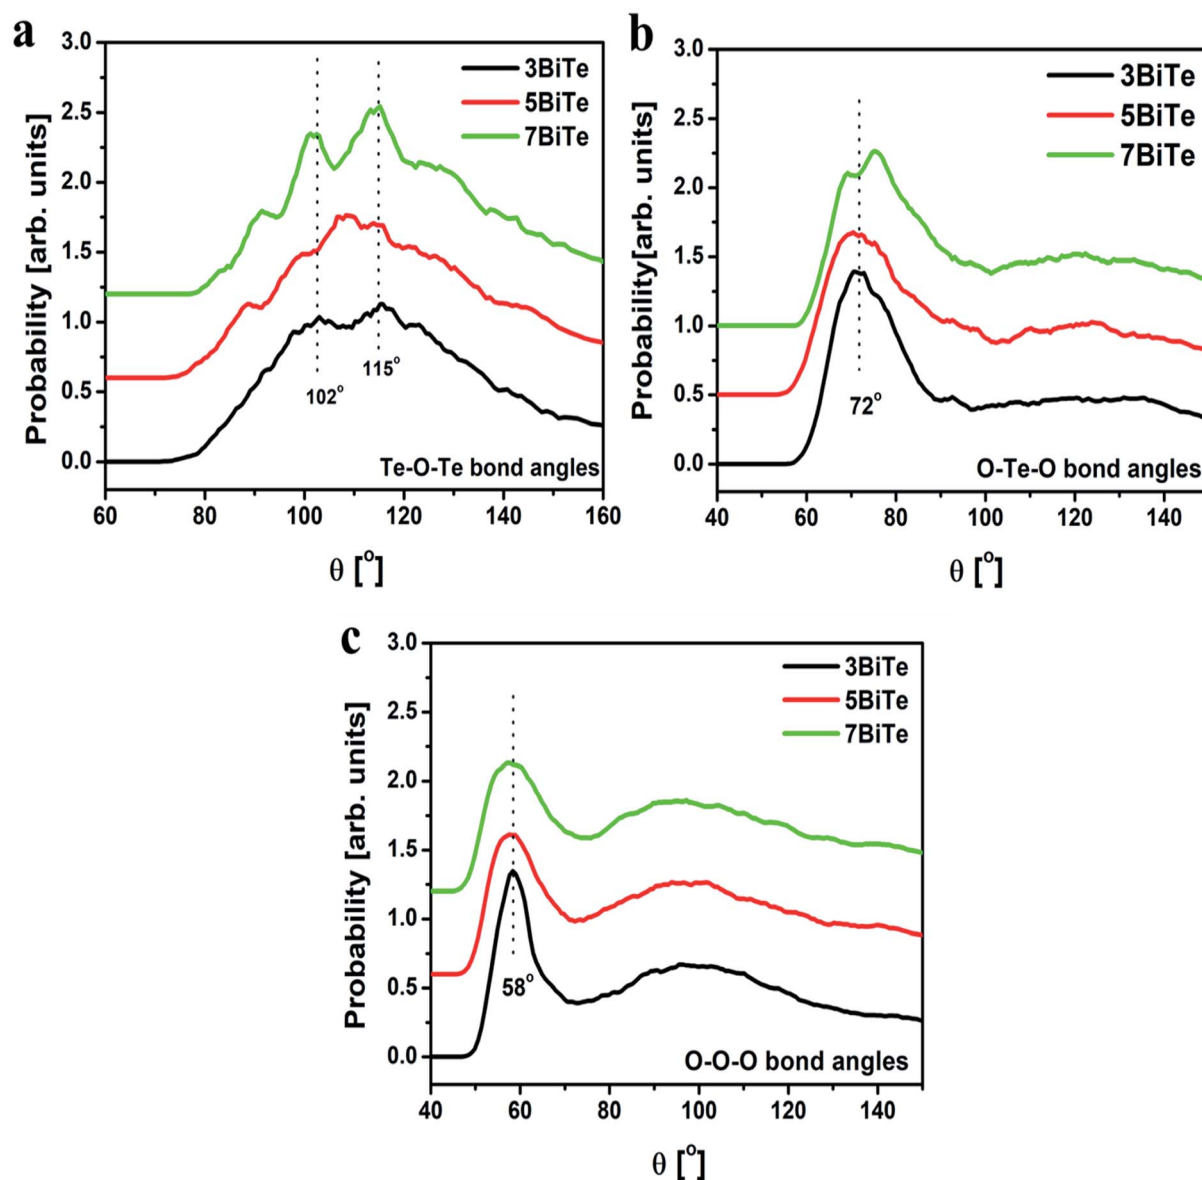 a
3.0
2.5
2.0
1.5
1.0
0.5
0.0
Probability [arb. units]
3BiTe
5BiTe
7BiTe
102°
115°
Te-O-Te bond angles
60 80 100 120 140 160
θ [°]
b
3.0
2.5
2.0
1.5
1.0
0.5
0.0
Probability[arb. units]
3BiTe
5BiTe
7BiTe
72°
O-Te-O bond angles
40 60 80 100 120 140
θ [°]
c
3.0
2.5
2.0
1.5
1.0
0.5
0.0
Probability [arb. units]
3BiTe
5BiTe
7BiTe
58°
O-O-O bond angles
40 60 80 100 120 140
θ [°]